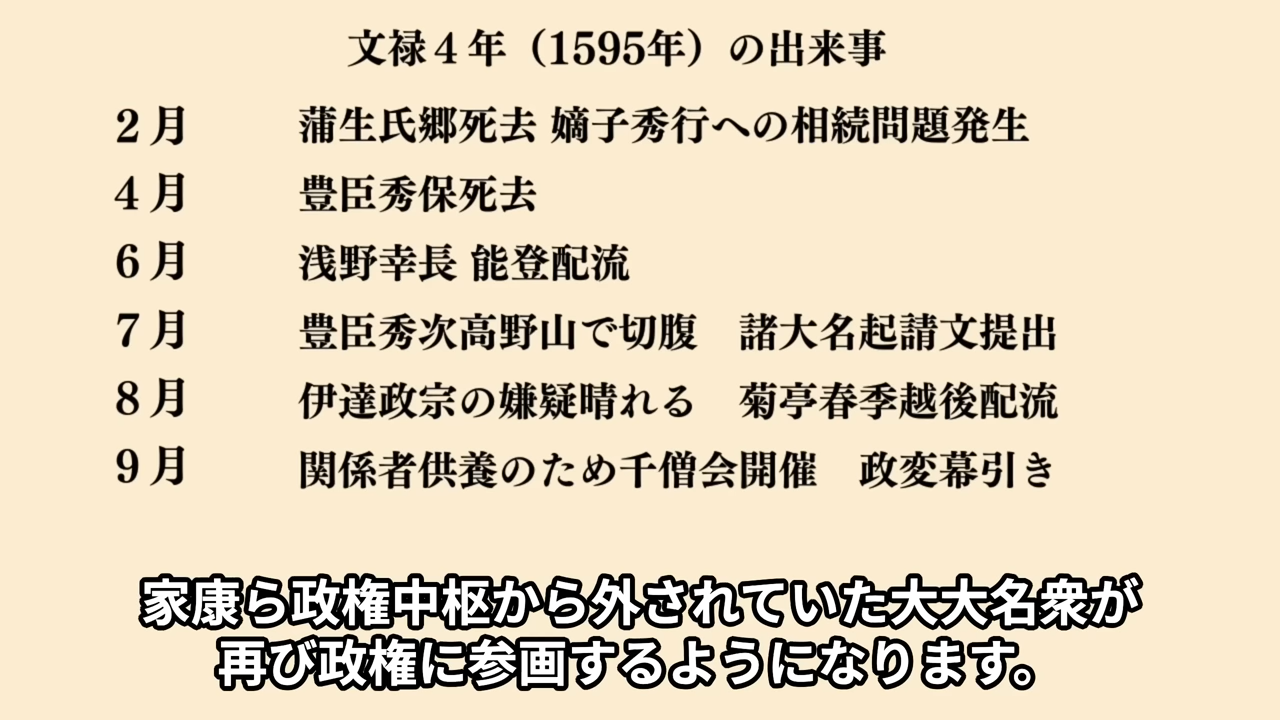 文禄４年（1595年）の出来事
２月 蒲生氏郷死去 嫡子秀行への相続問題発生
４月 豊臣秀保死去
６月 浅野幸長 能登配流
７月 豊臣秀次高野山で切腹　諸大名起請文提出
８月 伊達政宗の嫌疑晴れる　菊亭春季越後配流
９月 関係者供養のため千僧会開催　政変幕引き
家康ら政権中枢から外されていた大大名衆が
再び政権に参画するようになります。